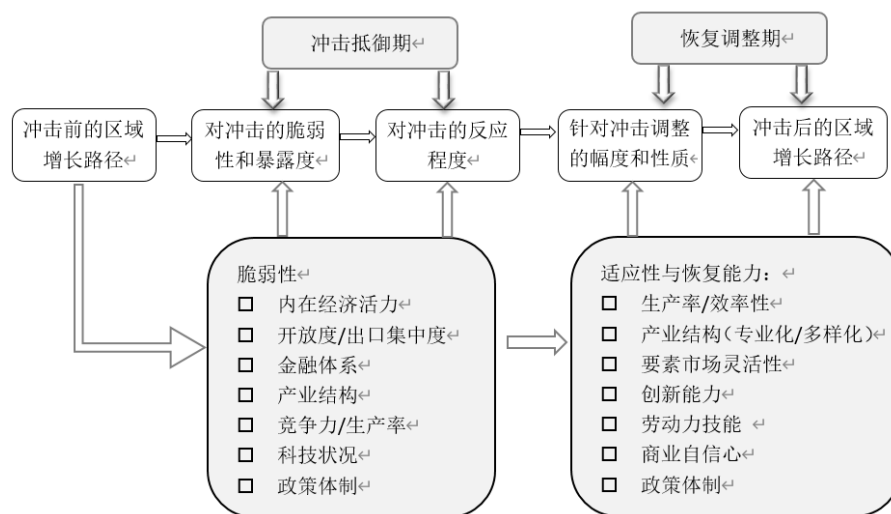 冲击抵御期↵
恢复调整期↵
冲击前的区域
增长路径↵
对冲击的脆弱
性和暴露度↵
对冲击的反应
程度↵
针对冲击调整
的幅度和性质↵
冲击后的区域
增长路径↵
脆弱性↵
内在经济活力↵
开放度/出口集中度↵
金融体系↵
产业结构↵
竞争力/生产率↵
科技状况↵
政策体制↵
适应性与恢复能力：↵
生产率/效率性↵
产业结构（专业化/多样化）↵
要素市场灵活性↵
创新能力↵
劳动力技能 ↵
商业自信心↵
政策体制↵